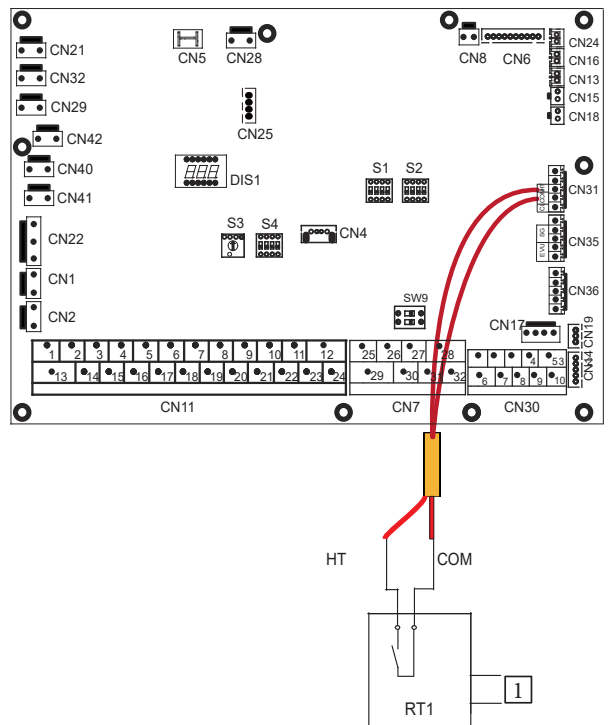 CN21
CN32
CN29
CN42
CN40
CN41
CN22
CN1
CN2
CN5
CN28
CN25
DIS1
S1
S2
S3
S4
CN4
SW9
CN8
CN6
CN24
CN16
CN13
CN15
CN18
CN31
SG
EVU
CN35
CN36
CN17
CN19
1 2 3 4 5 6 7 8 9 10 11 12
13 14 15 16 17 18 19 20 21 22 23 24
CN11
25 26 27 28
29 30 31 32
CN7
4 53
6 7 8 9 10
CN30
HT
COM
RT1
1